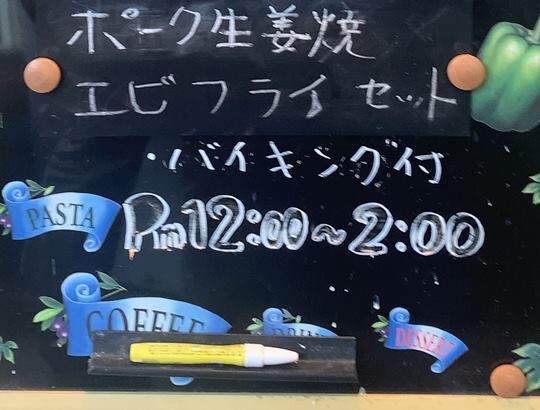 ポーク生姜焼
エビフライセット
・バイキング付
PASTA
Pm12:00~2:00
COFFEE
DRINK
DESSERT